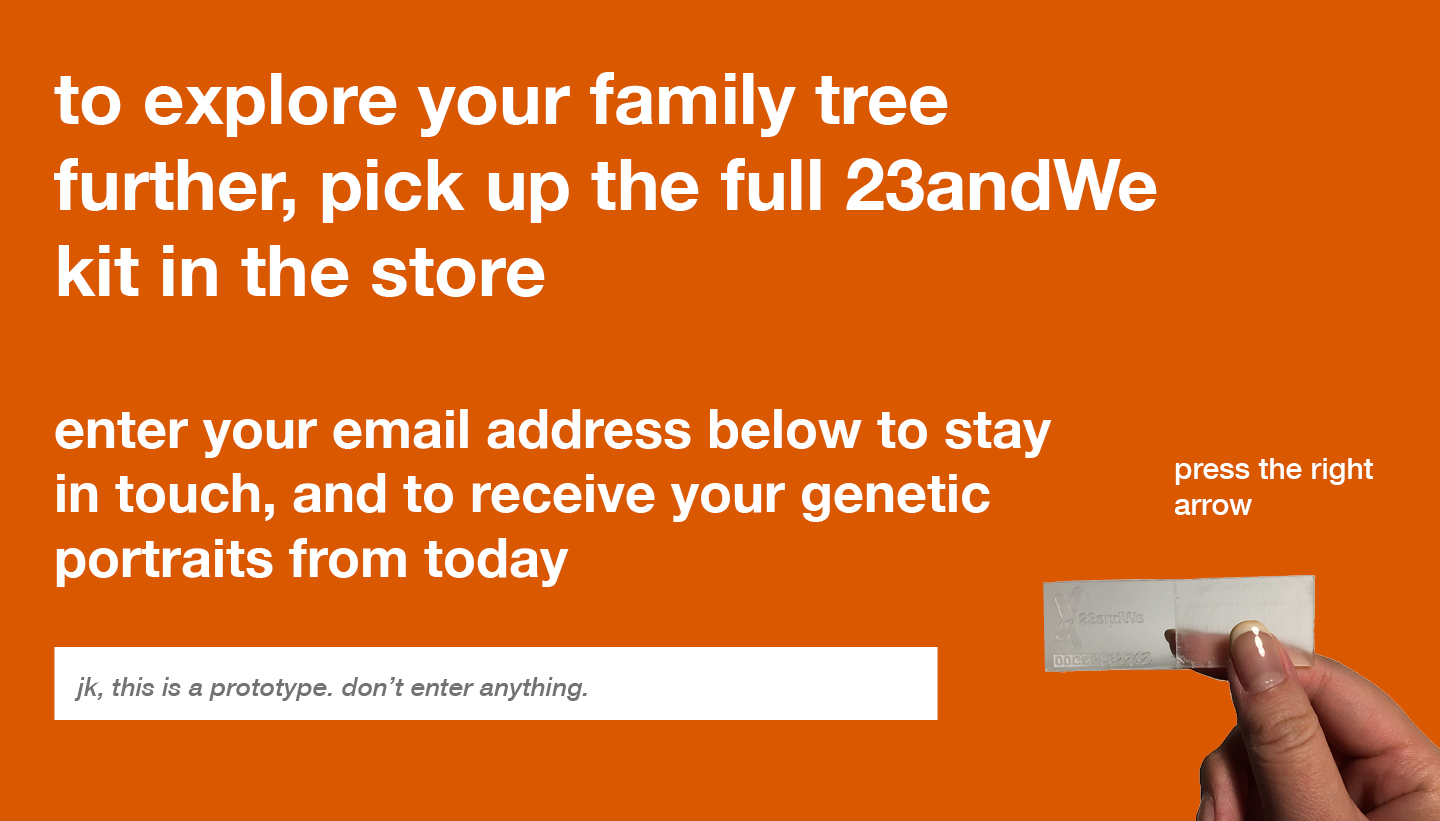 to explore your family tree
further, pick up the full 23andWe
kit in the store
enter your email address below to stay
in touch, and to receive your genetic
portraits from today
press the right
arrow
23andWe
jk, this is a prototype. don’t enter anything.